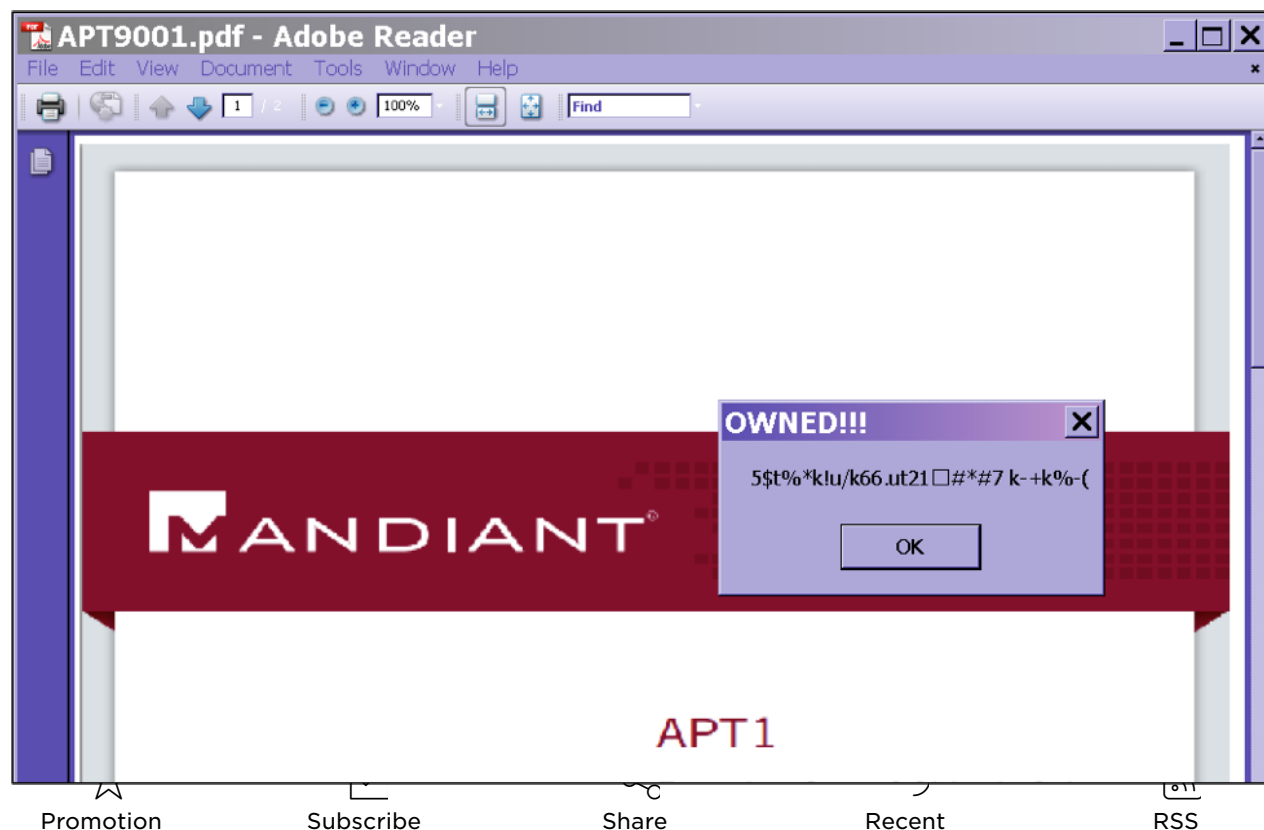 APT9001.pdf - Adobe Reader
File Edit View Document Tools Window Help
1 / 2 100% Find
OWNED!!!
5$t%*k!u/k66.ut21□#*#7 k-+k%-(
OK
MANDIANT®
APT1
Promotion Subscribe Share Recent RSS